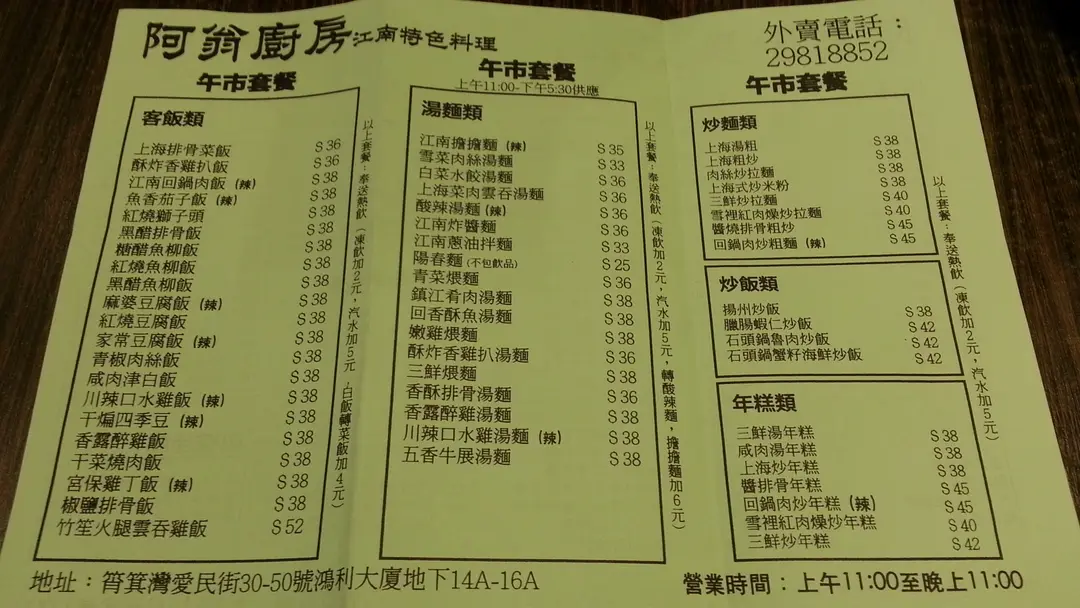 阿翁廚房江南特色料理
外賣電話：
29818852
午市套餐
客飯類
上海排骨菜飯 $36
酥炸香雞扒飯 $36
江南回鍋肉飯(辣) $38
魚香茄子飯(辣) $38
紅燒獅子頭 $38
黑醋排骨飯 $38
糖醋魚柳飯 $38
紅燒魚柳飯 $38
黑醋魚柳飯 $38
麻婆豆腐飯(辣) $38
紅燒豆腐飯 $38
家常豆腐飯(辣) $38
青椒肉絲飯 $38
咸肉津白飯 $38
川辣口水雞飯(辣) $38
干煸四季豆(辣) $38
香露醉雞飯 $38
干菜燒肉飯 $38
宮保雞丁飯(辣) $38
椒鹽排骨飯 $38
竹笙火腿雲吞雞飯 $52
以上套餐：奉送熱飲（凍飲加2元，汽水加5元，白飯轉菜飯加4元）
午市套餐
上午11:00-下午5:30供應
湯麵類
江南擔擔麵(辣) $35
雪菜肉絲湯麵 $33
白菜水餃湯麵 $36
上海菜肉雲吞湯麵 $36
酸辣湯麵(辣) $36
江南炸醬麵 $36
江南蔥油拌麵 $33
陽春麵(不包飲品) $25
青菜煨麵 $36
鎮江肴肉湯麵 $38
回香酥魚湯麵 $38
嫩雞煨麵 $38
酥炸香雞扒湯麵 $36
三鮮煨麵 $38
香酥排骨湯麵 $36
香露醉雞湯麵 $38
川辣口水雞湯麵(辣) $38
五香牛展湯麵 $38
以上套餐：奉送熱飲（凍飲加2元，汽水加5元，轉酸辣麵，擔擔麵加6元）
午市套餐
炒麵類
上海湯粗 $38
上海粗炒 $38
肉絲炒拉麵 $38
上海式炒米粉 $38
三鮮炒拉麵 $40
雪裡紅肉燥炒拉麵 $40
醬燒排骨粗炒 $45
回鍋肉炒粗麵(辣) $45
炒飯類
揚州炒飯 $38
臘腸蝦仁炒飯 $42
石頭鍋魯肉炒飯 $42
石頭鍋蟹籽海鮮炒飯 $42
年糕類
三鮮湯年糕 $38
咸肉湯年糕 $38
上海炒年糕 $38
醬排骨年糕 $45
回鍋肉炒年糕(辣) $45
雪裡紅肉燥炒年糕 $40
三鮮炒年糕 $42
以上套餐：奉送熱飲（凍飲加2元，汽水加5元）
地址：筲箕灣愛民街30-50號鴻利大廈地下14A-16A
營業時間：上午11:00至晚上11:00